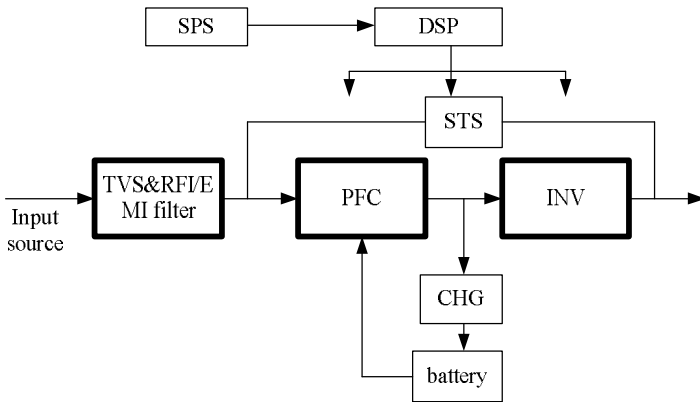 SPS
DSP
STS
TVS&RFI/E
MI filter
PFC
INV
Input
source
CHG
battery